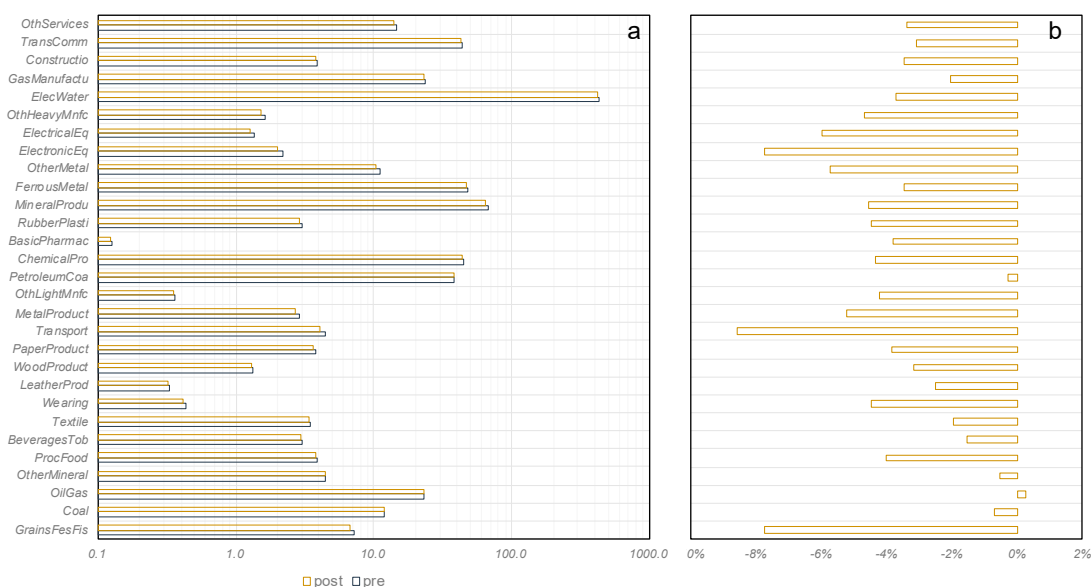 a
b
OthServices
TransComm
Constructio
GasManufactu
ElecWater
OthHeavyMnfc
ElectricalEq
ElectronicEq
OtherMetal
FerrousMetal
MineralProdu
RubberPlasti
BasicPharmac
ChemicalPro
PetroleumCoa
OthLightMnfc
MetalProduct
Transport
PaperProduct
WoodProduct
LeatherProd
Wearing
Textile
BeveragesTob
ProcFood
OtherMineral
OilGas
Coal
GrainsFesFis
0.1 1.0 10.0 100.0 1000.0
0% -8% -6% -4% -2% 0% 2%
post pre